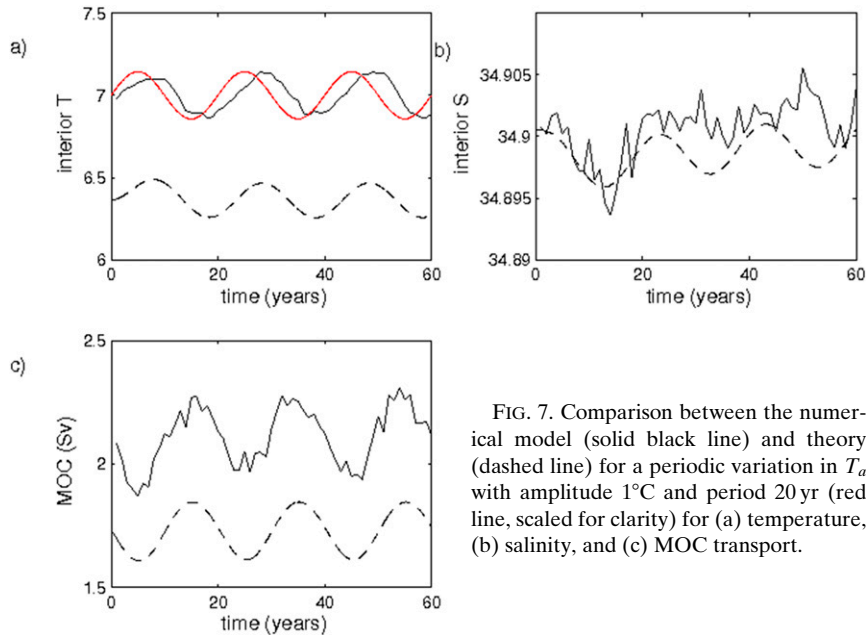 a)
7.5
7
6.5
6
interior T
0
20
40
60
time (years)
b)
34.905
34.9
34.895
34.89
interior S
0
20
40
60
time (years)
c)
2.5
2
1.5
MOC (Sv)
0
20
40
60
time (years)
FIG. 7. Comparison between the numer-
ical model (solid black line) and theory
(dashed line) for a periodic variation in Ta
with amplitude 1°C and period 20 yr (red
line, scaled for clarity) for (a) temperature,
(b) salinity, and (c) MOC transport.